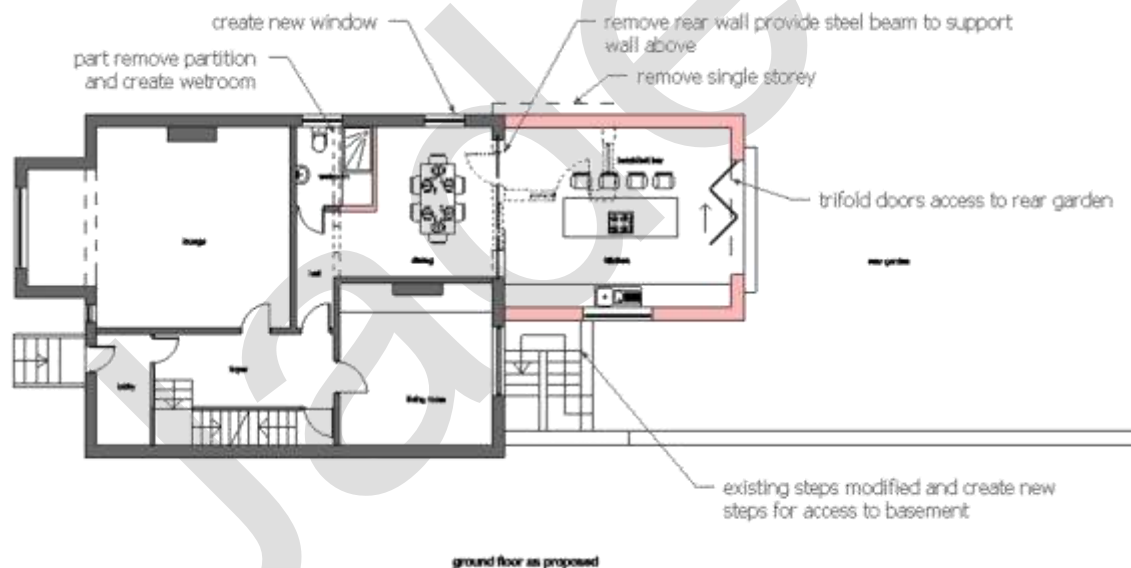 create new window
remove rear wall provide steel beam to support
wall above
part remove partition
and create wetroom
remove single storey
breakfast bar
trifold doors access to rear garden
lounge
dining
kitchen
rear garden
hall
foyer
lobby
existing steps modified and create new
steps for access to basement
ground floor as proposed
Jade